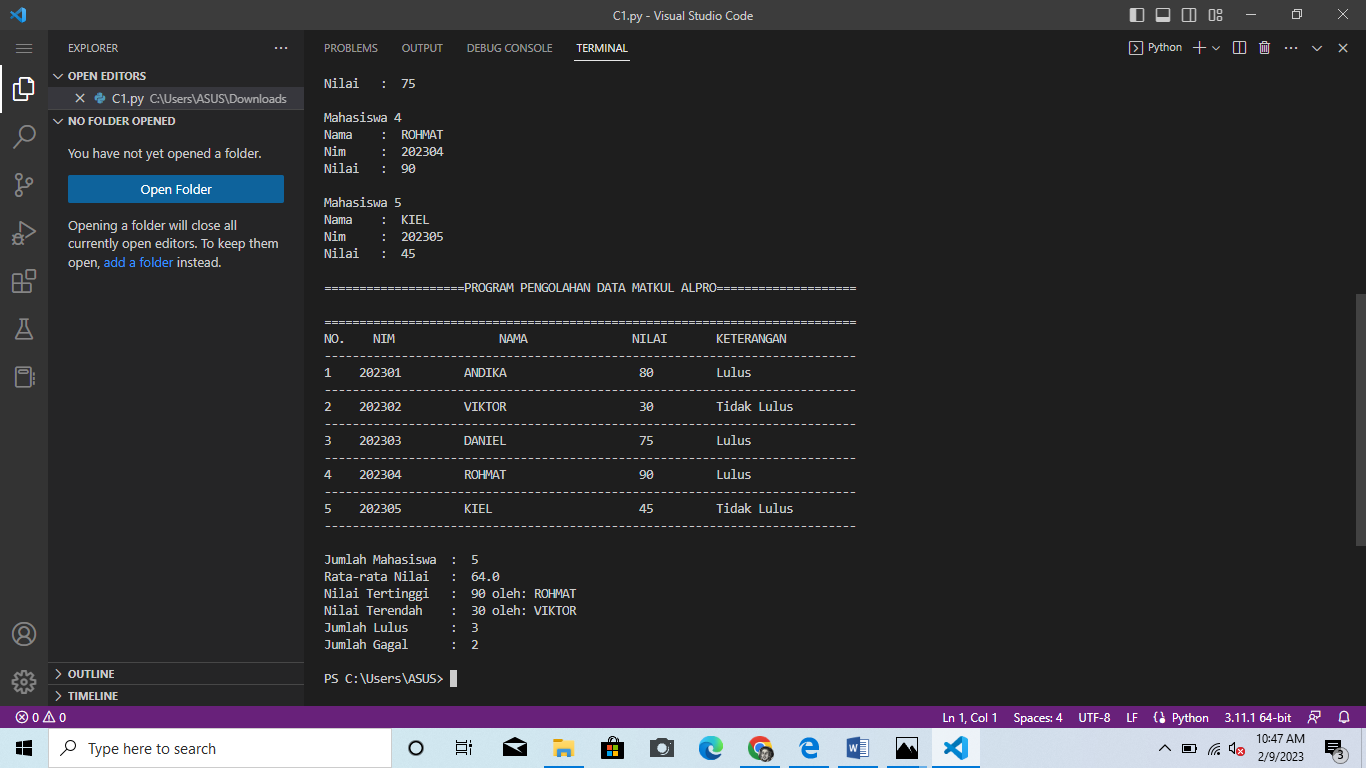 C1.py - Visual Studio Code
EXPLORER
OPEN EDITORS
C1.py C:\Users\ASUS\Downloads
NO FOLDER OPENED
You have not yet opened a folder.
Open Folder
Opening a folder will close all
currently open editors. To keep them
open, add a folder instead.
OUTLINE
TIMELINE
PROBLEMS OUTPUT DEBUG CONSOLE TERMINAL
Python
Nilai : 75
Mahasiswa 4
Nama : ROHMAT
Nim : 202304
Nilai : 90
Mahasiswa 5
Nama : KIEL
Nim : 202305
Nilai : 45
====================PROGRAM PENGOLAHAN DATA MATKUL ALPRO====================
============================================================================
NO. NIM NAMA NILAI KETERANGAN
----------------------------------------------------------------------------
1 202301 ANDIKA 80 Lulus
----------------------------------------------------------------------------
2 202302 VIKTOR 30 Tidak Lulus
----------------------------------------------------------------------------
3 202303 DANIEL 75 Lulus
----------------------------------------------------------------------------
4 202304 ROHMAT 90 Lulus
----------------------------------------------------------------------------
5 202305 KIEL 45 Tidak Lulus
----------------------------------------------------------------------------
Jumlah Mahasiswa : 5
Rata-rata Nilai : 64.0
Nilai Tertinggi : 90 oleh: ROHMAT
Nilai Terendah : 30 oleh: VIKTOR
Jumlah Lulus : 3
Jumlah Gagal : 2
PS C:\Users\ASUS>
0 0 Ln 1, Col 1 Spaces: 4 UTF-8 LF Python 3.11.1 64-bit
Type here to search
10:47 AM
2/9/2023
3